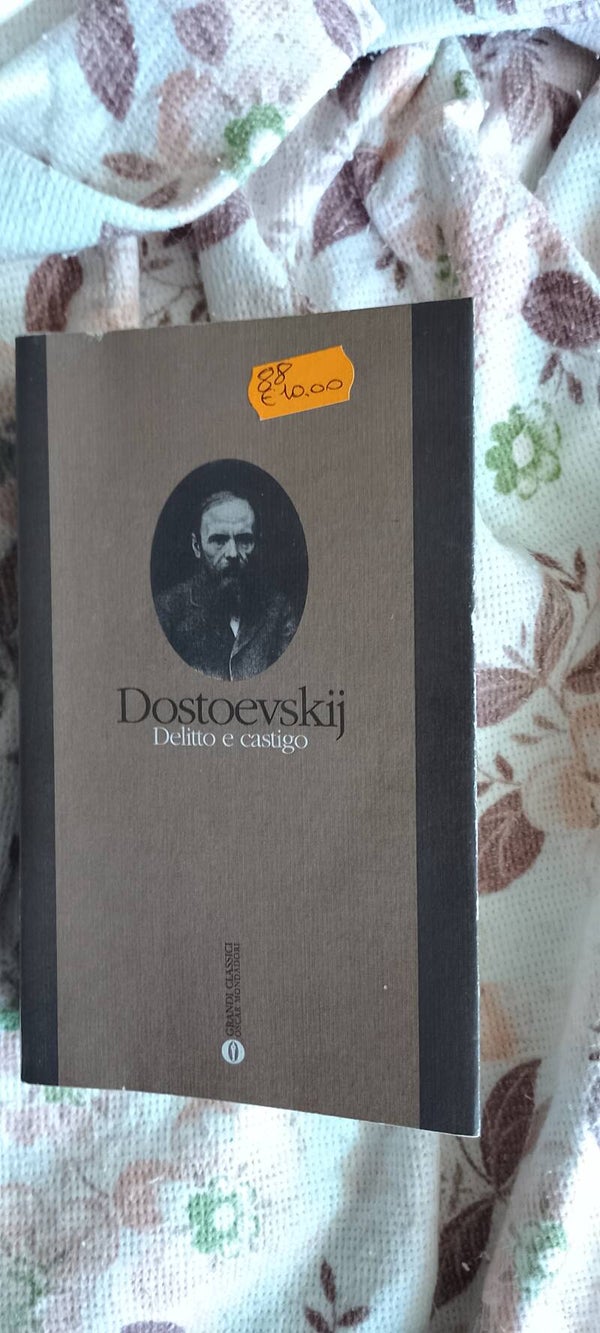 88
€ 10.00
Dostoevskij
Delitto e castigo
GRANDI CLASSICI
OSCAR MONDADORI